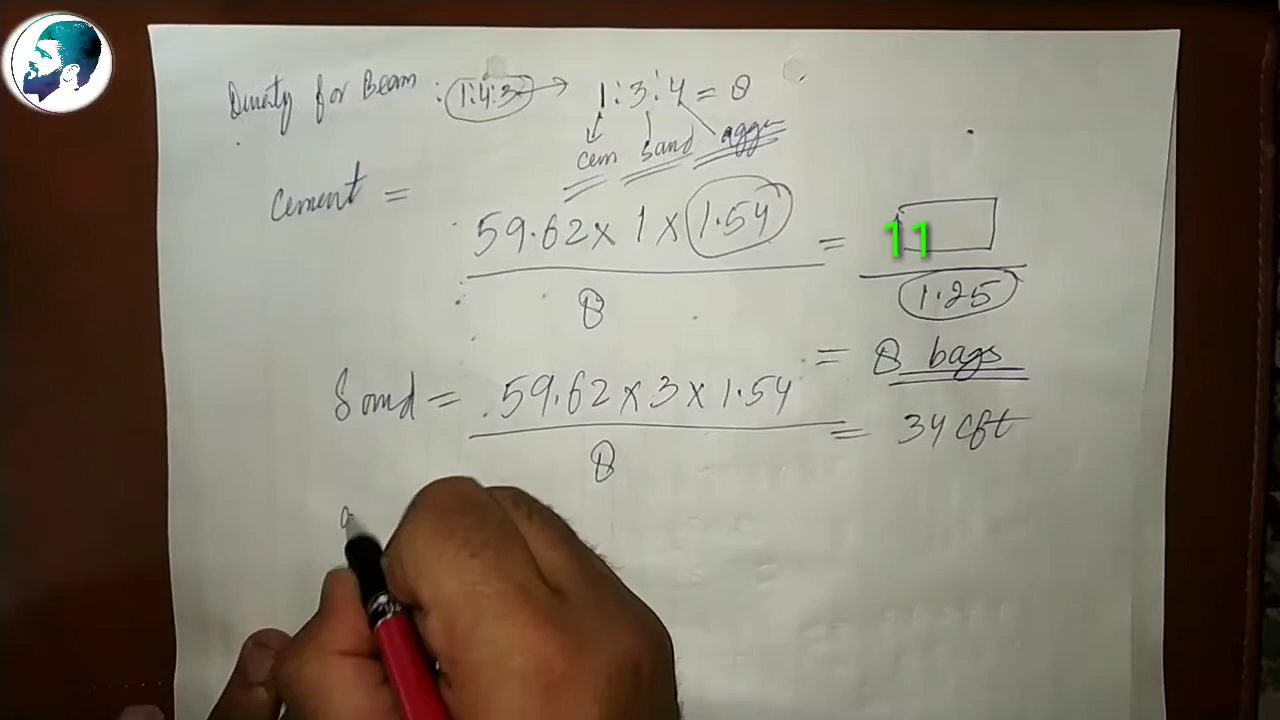 Qunaty for Beam : 1:4:3 → 1:3:4 = 8
cem sand aggr
Cement = 59.62 x 1 x 1.54 = 11
8 1.25
= 8 bags
Sand = 59.62 x 3 x 1.54 = 34 cft
8
a